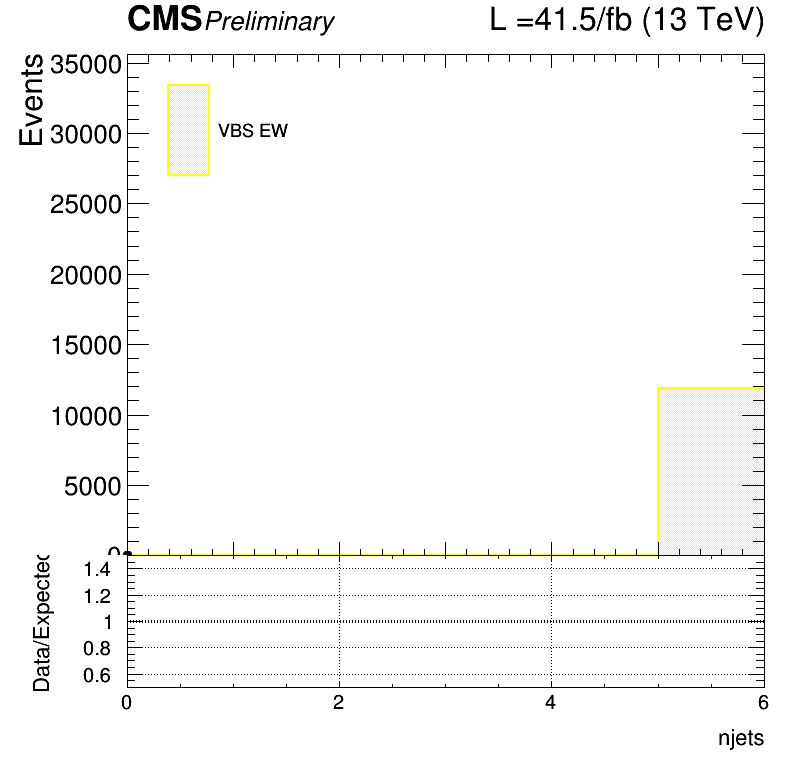 CMS Preliminary L =41.5/fb (13 TeV)
Events
35000
30000
25000
20000
15000
10000
5000
0
VBS EW
Data/Expected
1.4
1.2
1
0.8
0.6
0 2 4 6
njets